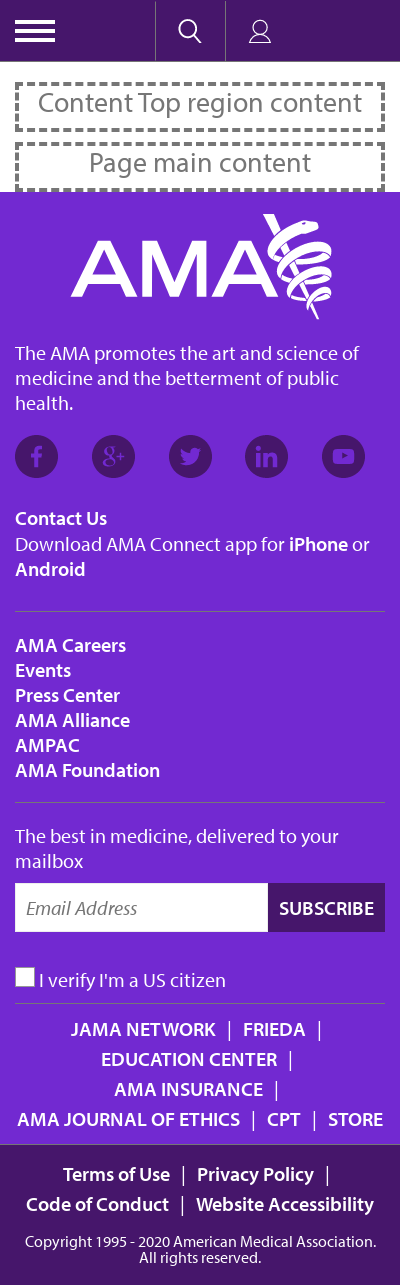 Content Top region content
Page main content
AMA
The AMA promotes the art and science of
medicine and the betterment of public
health.
Contact Us
Download AMA Connect app for iPhone or
Android
AMA Careers
Events
Press Center
AMA Alliance
AMPAC
AMA Foundation
The best in medicine, delivered to your
mailbox
Email Address SUBSCRIBE
I verify I'm a US citizen
JAMA NETWORK | FRIEDA |
EDUCATION CENTER |
AMA INSURANCE |
AMA JOURNAL OF ETHICS | CPT | STORE
Terms of Use | Privacy Policy |
Code of Conduct | Website Accessibility
Copyright 1995 - 2020 American Medical Association.
All rights reserved.